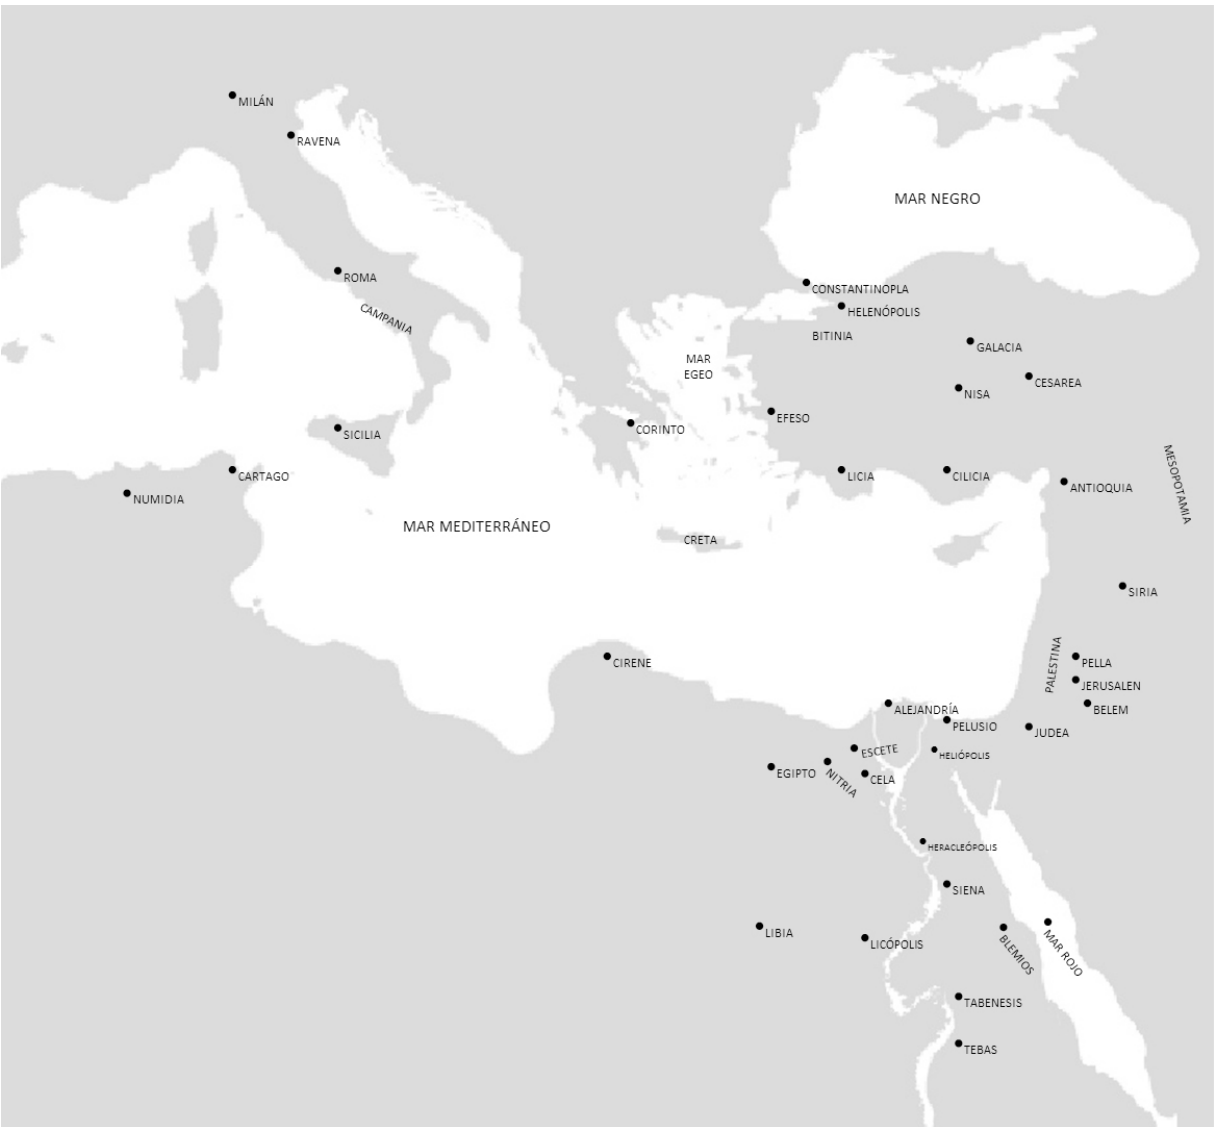 MILÁN
RAVENA
MAR NEGRO
ROMA
CONSTANTINOPLA
CAMPANIA
HELENÓPOLIS
BITINIA
GALACIA
MAR
EGEO
CESAREA
NISA
EFESO
CORINTO
SICILIA
CARTAGO
LICIA
CILICIA
ANTIOQUIA
MESOPOTAMIA
NUMIDIA
MAR MEDITERRÁNEO
CRETA
SIRIA
CIRENE
PALESTINA
PELLA
JERUSALEN
ALEJANDRÍA
BELEM
PELUSIO
JUDEA
ESCETE
HELIÓPOLIS
EGIPTO
NITRIA
CELA
HERACLEÓPOLIS
SIENA
LIBIA
LICÓPOLIS
BLEMIOS
MAR ROJO
TABENESIS
TEBAS